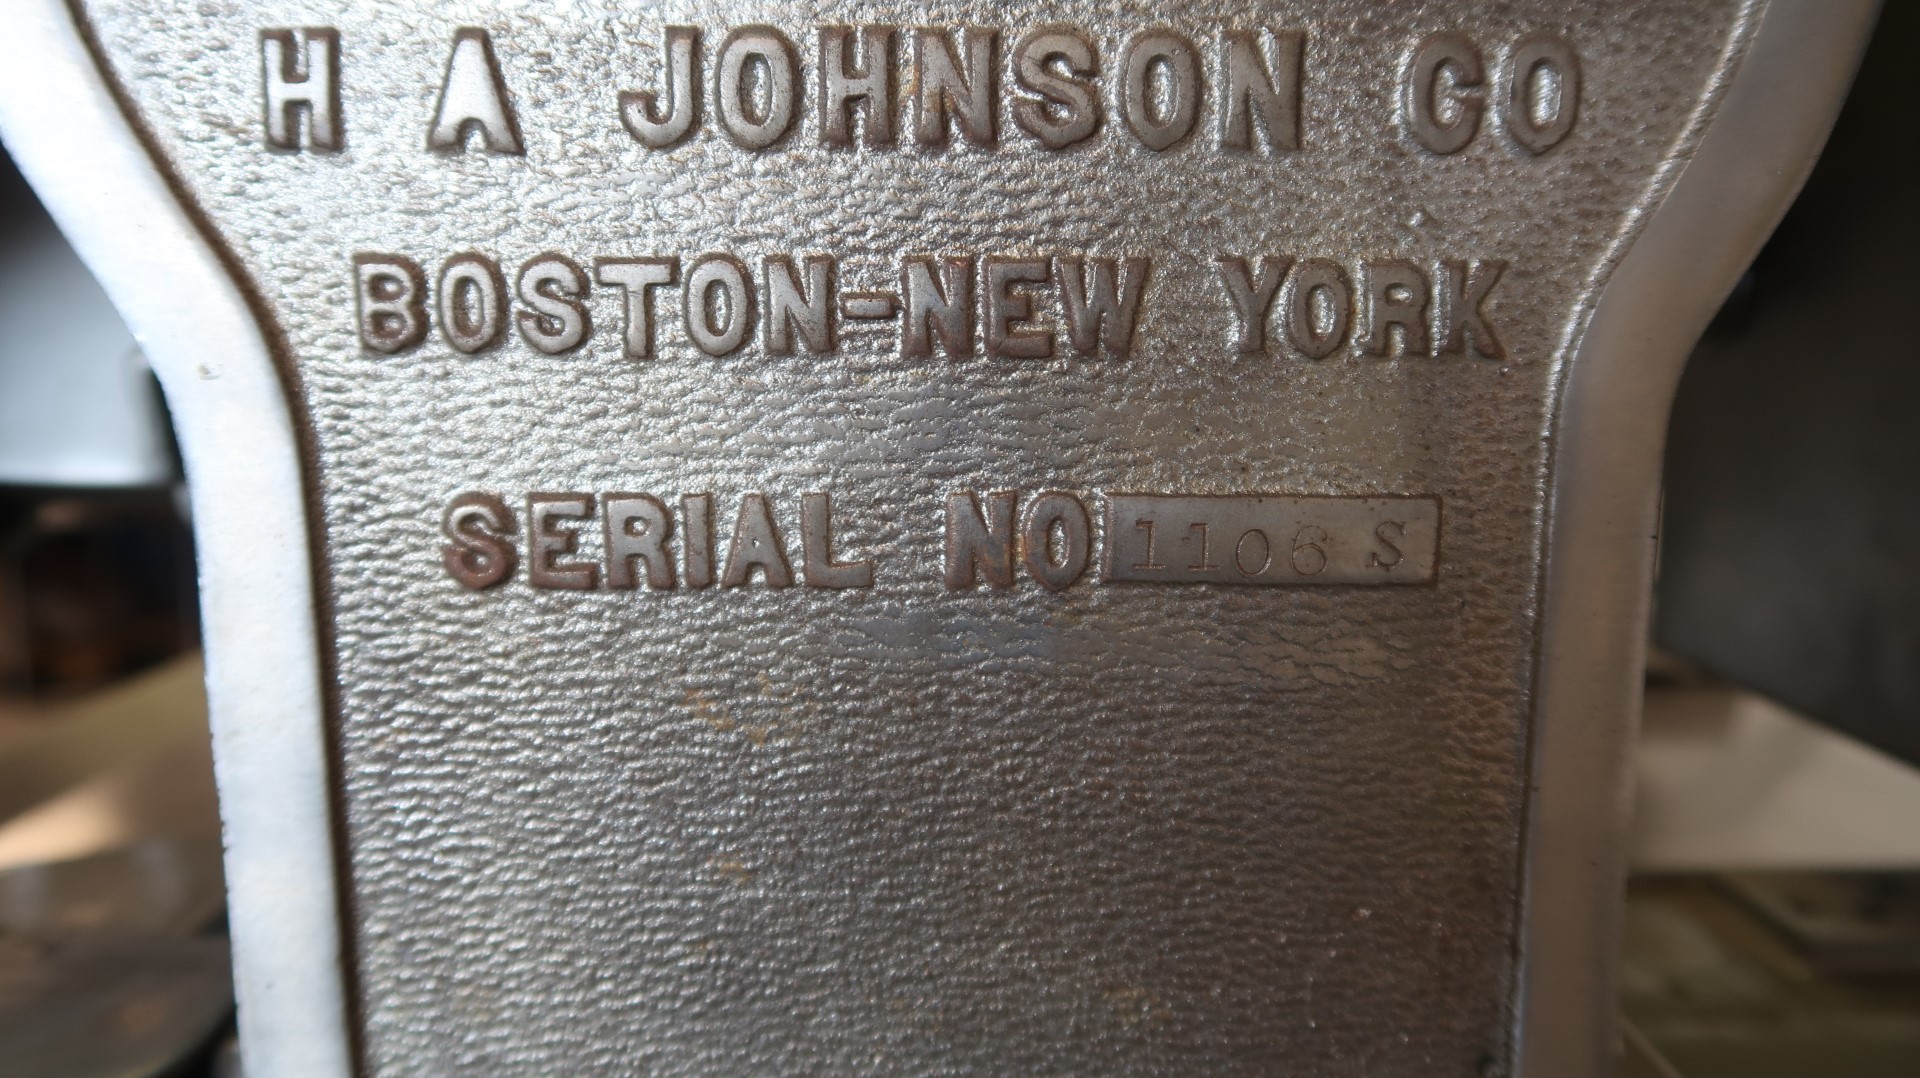 H A JOHNSON CO
BOSTON-NEW YORK
SERIAL NO 1106 S